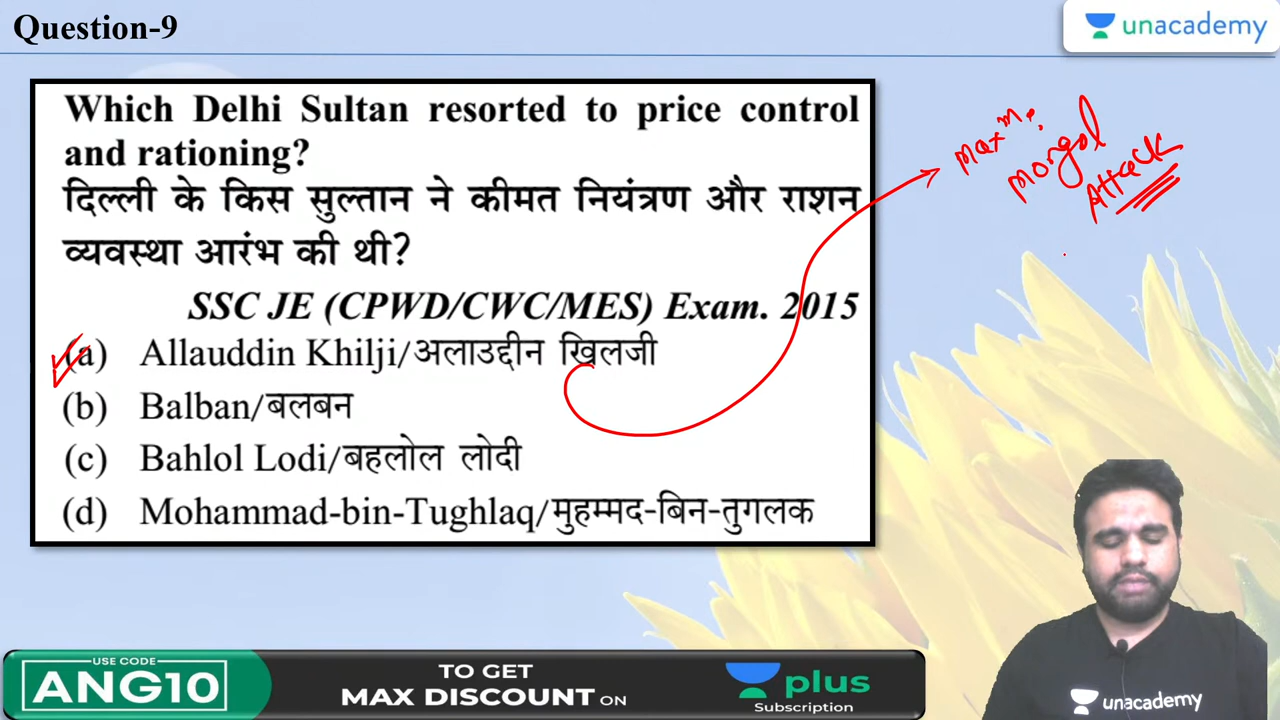 Question-9
unacademy
Which Delhi Sultan resorted to price control
and rationing?
दिल्ली के किस सुल्तान ने कीमत नियंत्रण और राशन
व्यवस्था आरंभ की थी?
SSC JE (CPWD/CWC/MES) Exam. 2015
(a) Allauddin Khilji/अलाउद्दीन खिलजी
(b) Balban/बलबन
(c) Bahlol Lodi/बहलोल लोदी
(d) Mohammad-bin-Tughlaq/मुहम्मद-बिन-तुगलक
Max^m.
Mongol
Attack
unacademy
USE CODE
ANG10
TO GET
MAX DISCOUNT ON
plus
Subscription